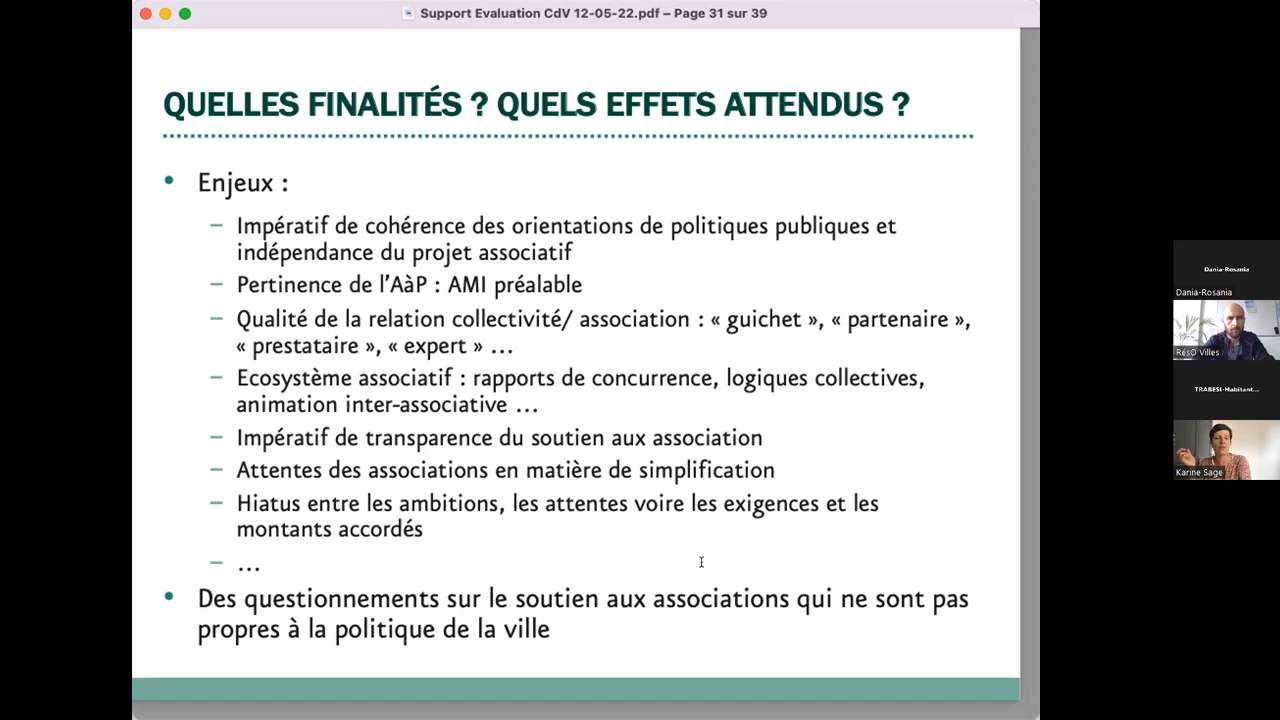 Support Evaluation CdV 12-05-22.pdf – Page 31 sur 39
QUELLES FINALITÉS ? QUELS EFFETS ATTENDUS ?
• Enjeux :
– Impératif de cohérence des orientations de politiques publiques et
indépendance du projet associatif
– Pertinence de l'AàP : AMI préalable
– Qualité de la relation collectivité/ association : « guichet », « partenaire »,
« prestataire », « expert » …
– Ecosystème associatif : rapports de concurrence, logiques collectives,
animation inter-associative …
– Impératif de transparence du soutien aux association
– Attentes des associations en matière de simplification
– Hiatus entre les ambitions, les attentes voire les exigences et les
montants accordés
– …
• Des questionnements sur le soutien aux associations qui ne sont pas
propres à la politique de la ville
Dania-Rosania
Dania-Rosania
RésO Villes
TRABESI-Habitant...
Karine Sage